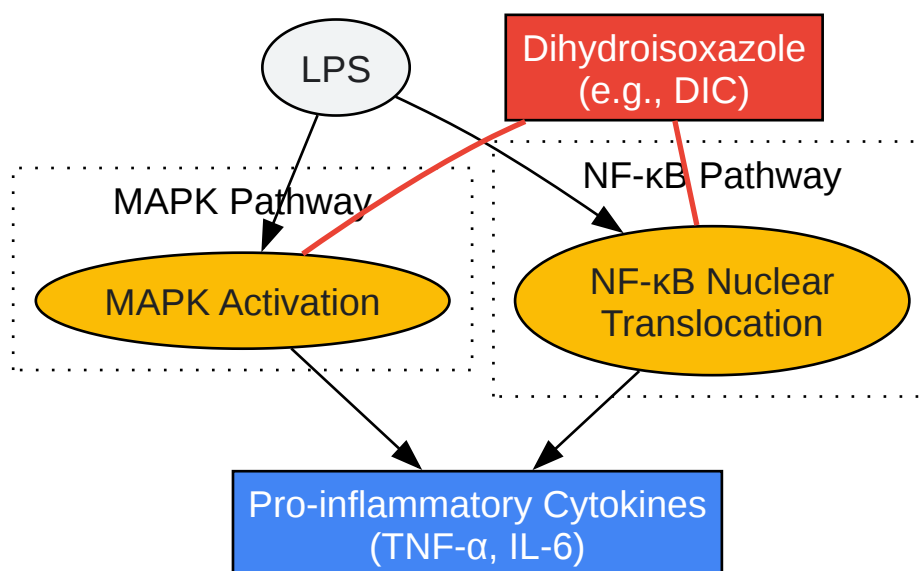 LPS
Dihydroisoxazole
(e.g., DIC)
MAPK Pathway
NF-κB Pathway
MAPK Activation
NF-κB Nuclear
Translocation
Pro-inflammatory Cytokines
(TNF-α, IL-6)